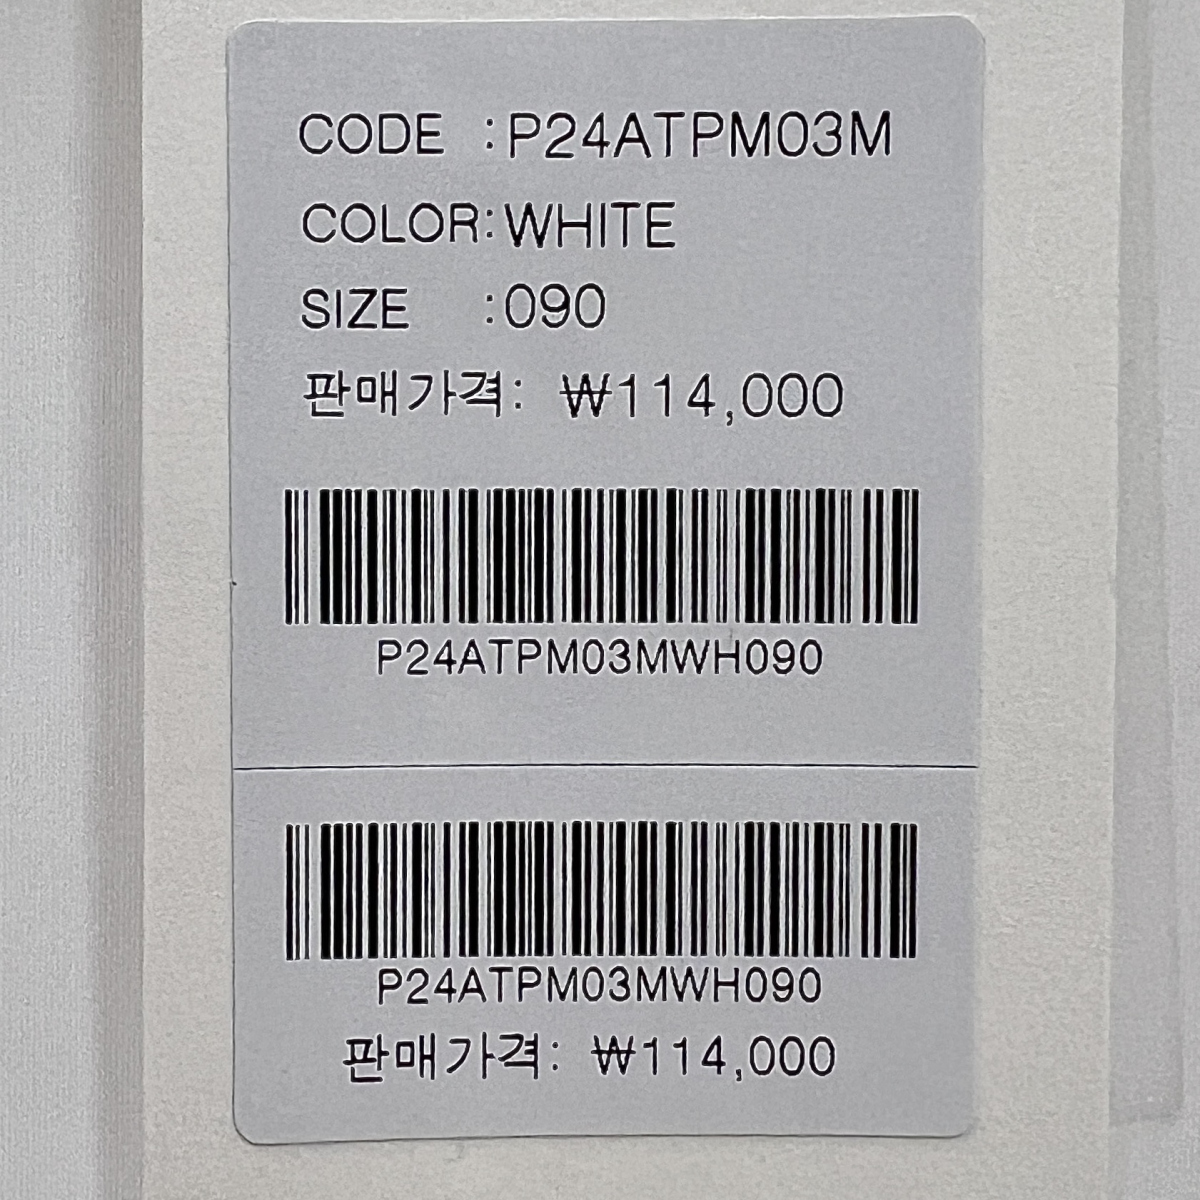 CODE :P24ATPM03M
COLOR:WHITE
SIZE :090
판매가격: ₩114,000
P24ATPM03MWH090
P24ATPM03MWH090
판매가격: ₩114,000